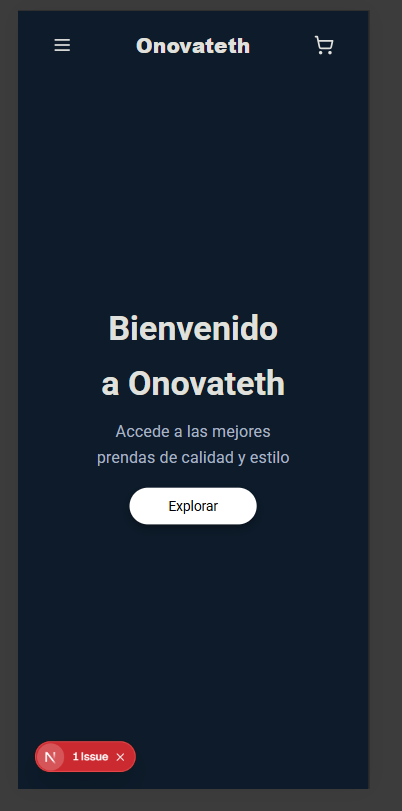 Onovateth
Bienvenido
a Onovateth
Accede a las mejores
prendas de calidad y estilo
Explorar
N 1 Issue